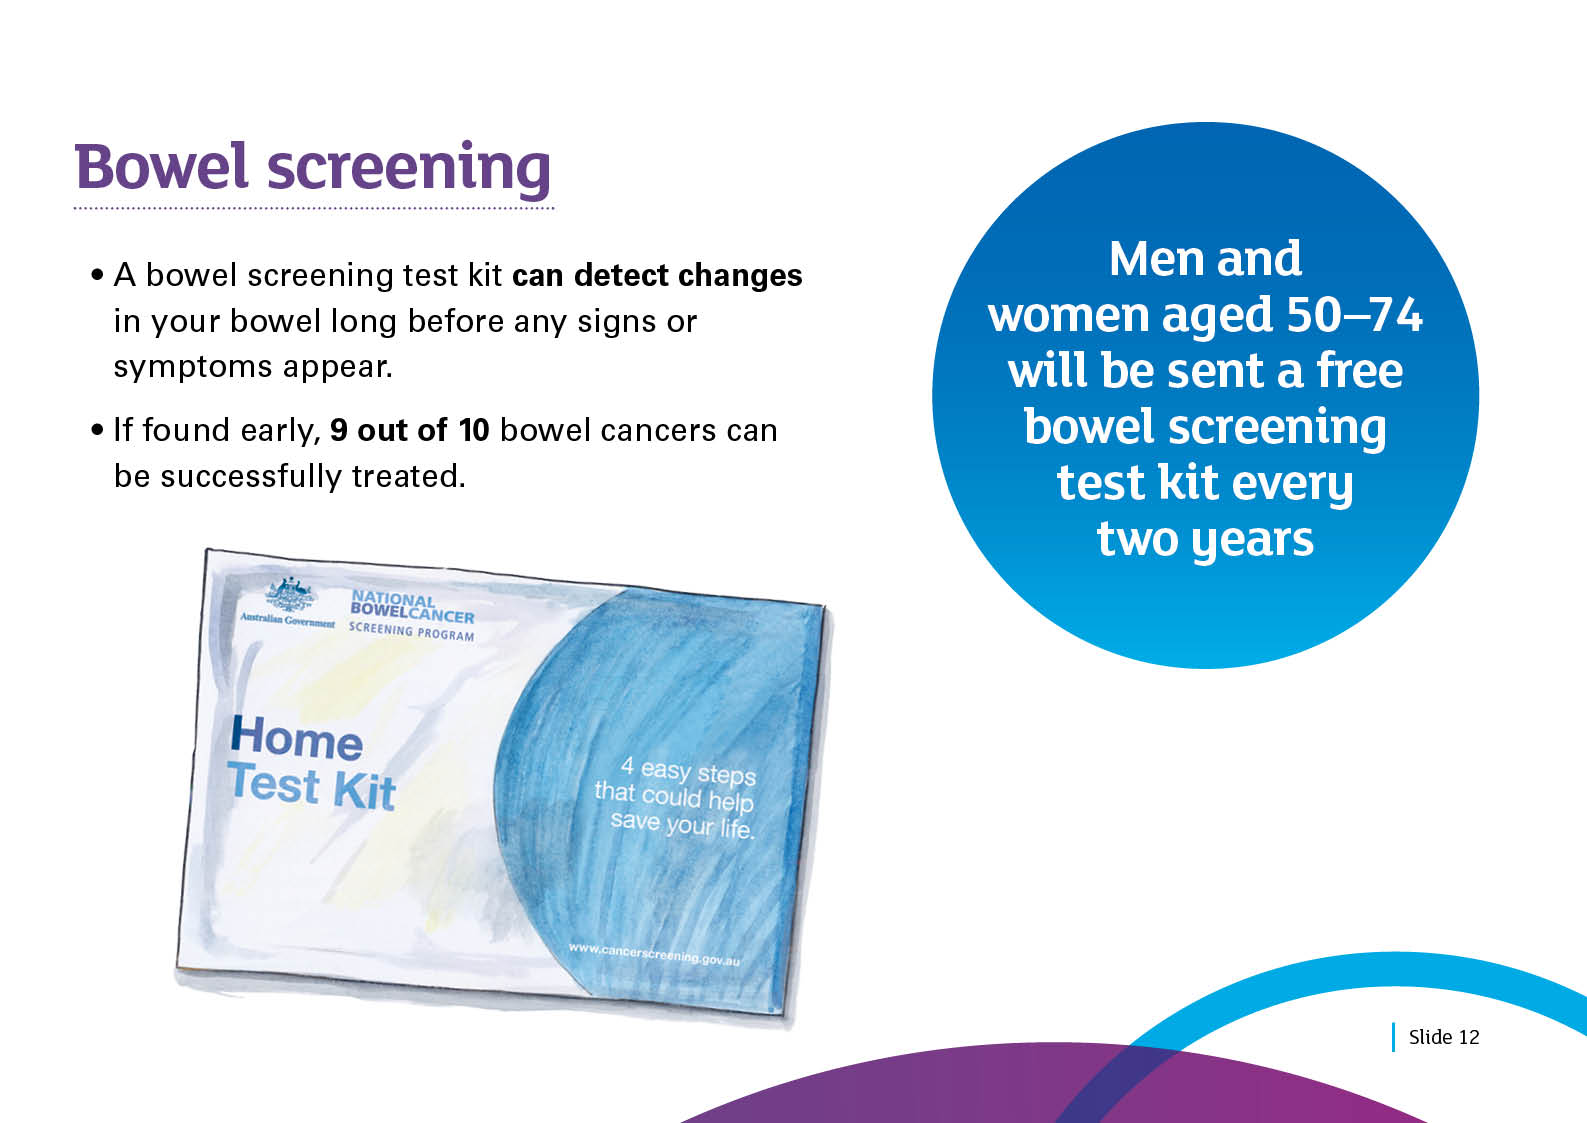 Bowel screening
• A bowel screening test kit can detect changes
in your bowel long before any signs or
symptoms appear.
• If found early, 9 out of 10 bowel cancers can
be successfully treated.
Men and
women aged 50–74
will be sent a free
bowel screening
test kit every
two years
Australian Government
NATIONAL
BOWELCANCER
SCREENING PROGRAM
Home
Test Kit
4 easy steps
that could help
save your life.
www.cancerscreening.gov.au
Slide 12